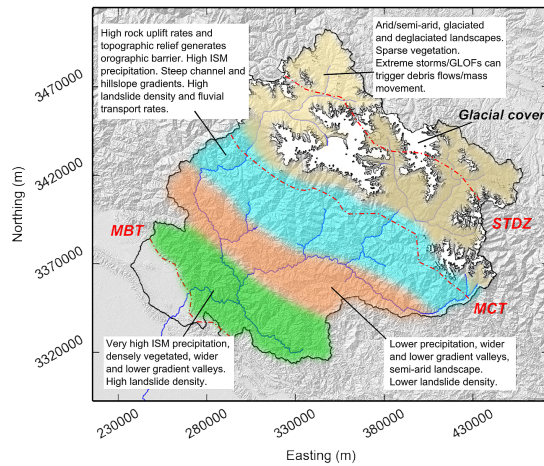 High rock uplift rates and
topographic relief generates
orographic barrier. High ISM
precipitation. Steep channel and
hillslope gradients. High
landslide density and fluvial
transport rates.
Arid/semi-arid, glaciated
and deglaciated landscapes.
Sparse vegetation.
Extreme storms/GLOFs can
trigger debris flows/mass
movement.
Glacial cover
MBT
STDZ
MCT
Very high ISM precipitation,
densely vegetated, wider
and lower gradient valleys.
High landslide density.
Lower precipitation, wider
and lower gradient valleys,
semi-arid landscape.
Lower landslide density.
Northing (m)
3470000
3420000
3370000
3320000
230000
280000
330000
380000
430000
Easting (m)